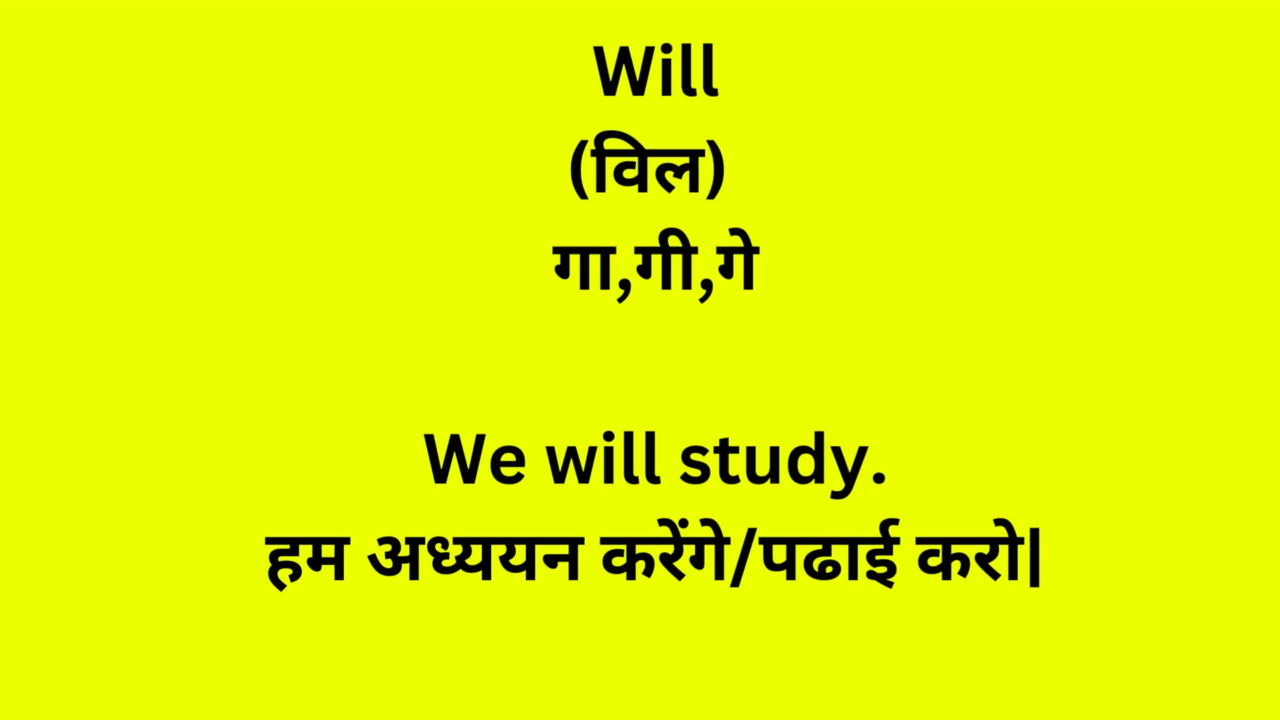 Will
(विल)
गा,गी,गे
We will study.
हम अध्ययन करेंगे/पढाई करो|